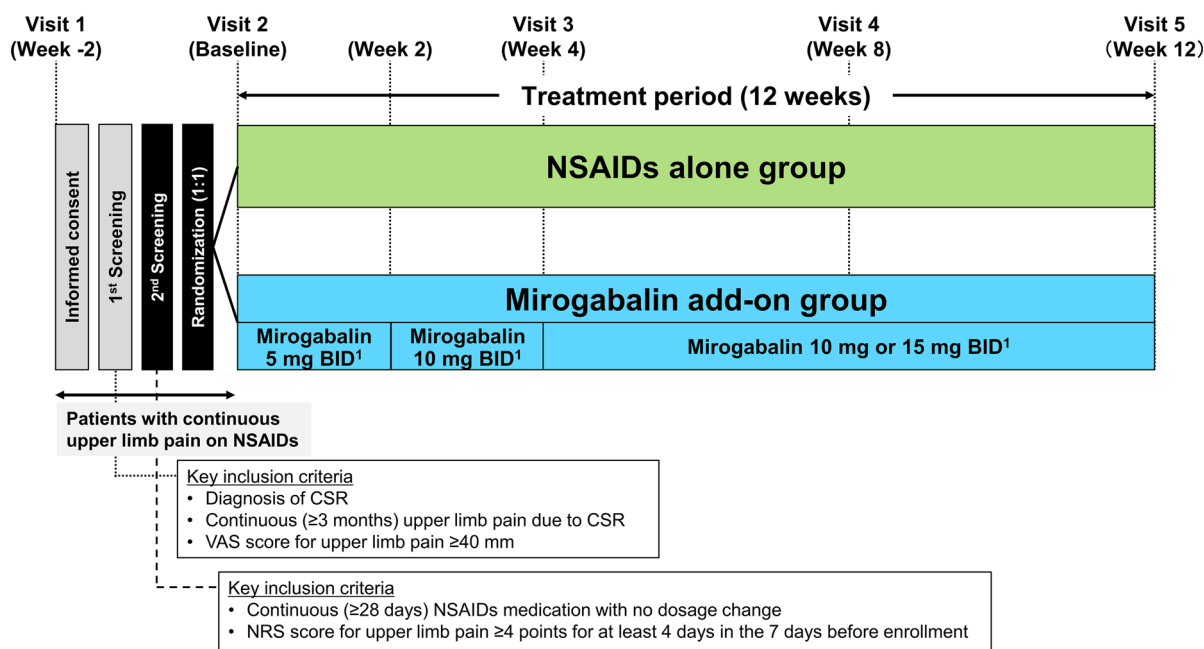 Visit 1
(Week -2)
Visit 2
(Baseline)
(Week 2)
Visit 3
(Week 4)
Visit 4
(Week 8)
Visit 5
(Week 12)
Treatment period (12 weeks)
Informed consent
1st Screening
2nd Screening
Randomization (1:1)
NSAIDs alone group
Mirogabalin add-on group
Mirogabalin
5 mg BID1
Mirogabalin
10 mg BID1
Mirogabalin 10 mg or 15 mg BID1
Patients with continuous
upper limb pain on NSAIDs
Key inclusion criteria
• Diagnosis of CSR
• Continuous (≥3 months) upper limb pain due to CSR
• VAS score for upper limb pain ≥40 mm
Key inclusion criteria
• Continuous (≥28 days) NSAIDs medication with no dosage change
• NRS score for upper limb pain ≥4 points for at least 4 days in the 7 days before enrollment